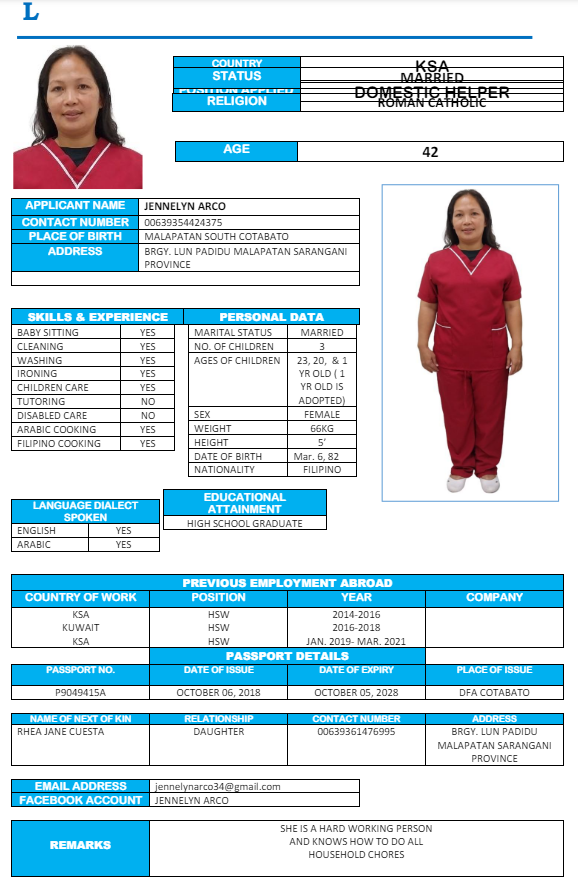 L
COUNTRY KSA
STATUS MARRIED
POSITION APPLIED DOMESTIC HELPER
RELIGION ROMAN CATHOLIC
AGE 42
APPLICANT NAME JENNELYN ARCO
CONTACT NUMBER 00639354424375
PLACE OF BIRTH MALAPATAN SOUTH COTABATO
ADDRESS BRGY. LUN PADIDU MALAPATAN SARANGANI
PROVINCE
SKILLS & EXPERIENCE
BABY SITTING YES
CLEANING YES
WASHING YES
IRONING YES
CHILDREN CARE YES
TUTORING NO
DISABLED CARE NO
ARABIC COOKING YES
FILIPINO COOKING YES
PERSONAL DATA
MARITAL STATUS MARRIED
NO. OF CHILDREN 3
AGES OF CHILDREN 23, 20, & 1
YR OLD ( 1
YR OLD IS
ADOPTED)
SEX FEMALE
WEIGHT 66KG
HEIGHT 5'
DATE OF BIRTH Mar. 6, 82
NATIONALITY FILIPINO
LANGUAGE DIALECT
SPOKEN
ENGLISH YES
ARABIC YES
EDUCATIONAL
ATTAINMENT
HIGH SCHOOL GRADUATE
PREVIOUS EMPLOYMENT ABROAD
COUNTRY OF WORK POSITION YEAR COMPANY
KSA HSW 2014-2016
KUWAIT HSW 2016-2018
KSA HSW JAN. 2019- MAR. 2021
PASSPORT DETAILS
PASSPORT NO. DATE OF ISSUE DATE OF EXPIRY PLACE OF ISSUE
P9049415A OCTOBER 06, 2018 OCTOBER 05, 2028 DFA COTABATO
NAME OF NEXT OF KIN RELATIONSHIP CONTACT NUMBER ADDRESS
RHEA JANE CUESTA DAUGHTER 00639361476995 BRGY. LUN PADIDU
MALAPATAN SARANGANI
PROVINCE
EMAIL ADDRESS jennelynarco34@gmail.com
FACEBOOK ACCOUNT JENNELYN ARCO
REMARKS
SHE IS A HARD WORKING PERSON
AND KNOWS HOW TO DO ALL
HOUSEHOLD CHORES